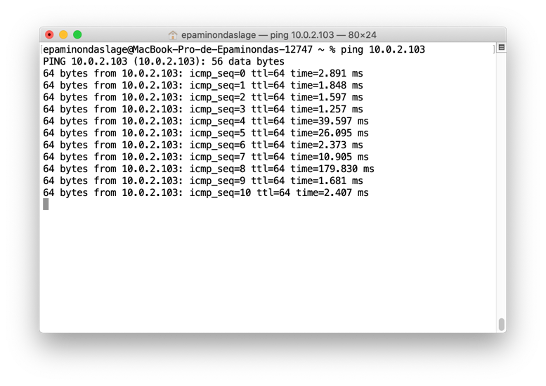 epaminondaslage — ping 10.0.2.103 — 80×24
epaminondaslage@MacBook-Pro-de-Epaminondas-12747 ~ % ping 10.0.2.103
PING 10.0.2.103 (10.0.2.103): 56 data bytes
64 bytes from 10.0.2.103: icmp_seq=0 ttl=64 time=2.891 ms
64 bytes from 10.0.2.103: icmp_seq=1 ttl=64 time=1.848 ms
64 bytes from 10.0.2.103: icmp_seq=2 ttl=64 time=1.597 ms
64 bytes from 10.0.2.103: icmp_seq=3 ttl=64 time=1.257 ms
64 bytes from 10.0.2.103: icmp_seq=4 ttl=64 time=39.597 ms
64 bytes from 10.0.2.103: icmp_seq=5 ttl=64 time=26.095 ms
64 bytes from 10.0.2.103: icmp_seq=6 ttl=64 time=2.373 ms
64 bytes from 10.0.2.103: icmp_seq=7 ttl=64 time=10.905 ms
64 bytes from 10.0.2.103: icmp_seq=8 ttl=64 time=179.830 ms
64 bytes from 10.0.2.103: icmp_seq=9 ttl=64 time=1.681 ms
64 bytes from 10.0.2.103: icmp_seq=10 ttl=64 time=2.407 ms